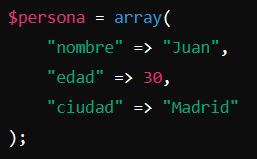 $persona = array(
    "nombre" => "Juan",
    "edad" => 30,
    "ciudad" => "Madrid"
);